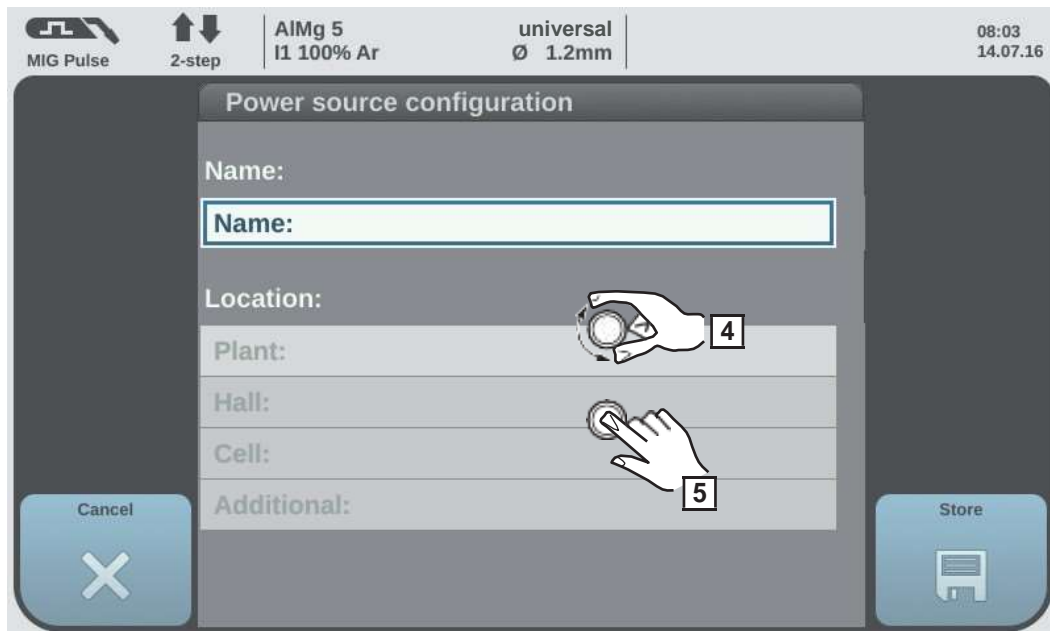 MIG Pulse
2-step
AlMg 5
I1 100% Ar
universal
Ø 1.2mm
08:03
14.07.16
Power source configuration
Name:
Name:
Location:
Plant:
4
Hall:
Cell:
5
Additional:
Cancel
Store